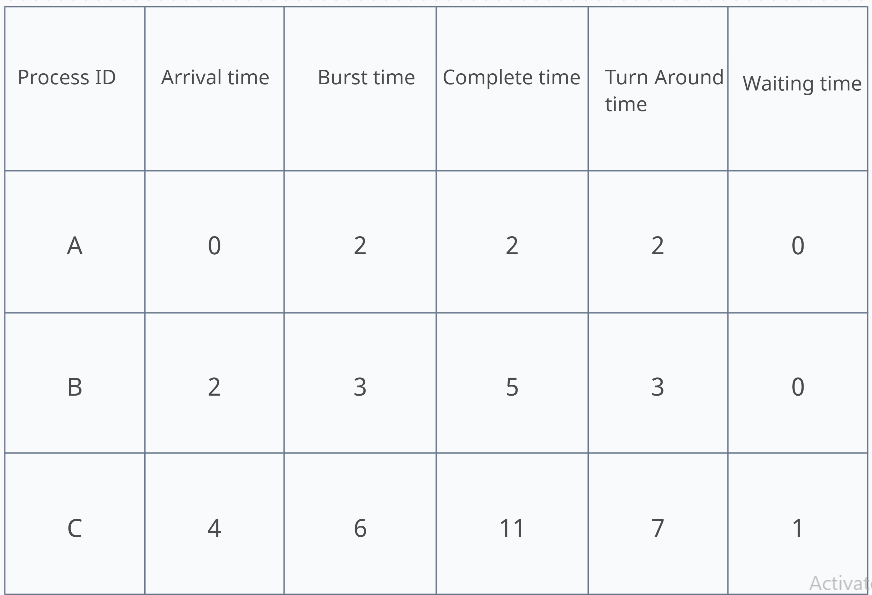 Process ID Arrival time Burst time Complete time Turn Around time Waiting time
A 0 2 2 2 0
B 2 3 5 3 0
C 4 6 11 7 1